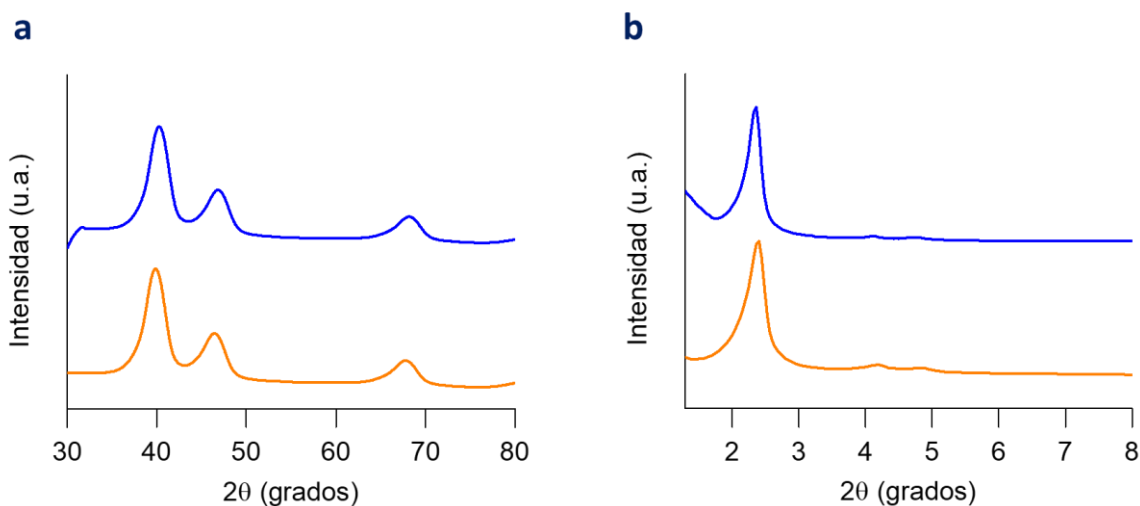 a
b
Intensidad (u.a.)
30 40 50 60 70 80
2θ (grados)
Intensidad (u.a.)
2 3 4 5 6 7 8
2θ (grados)